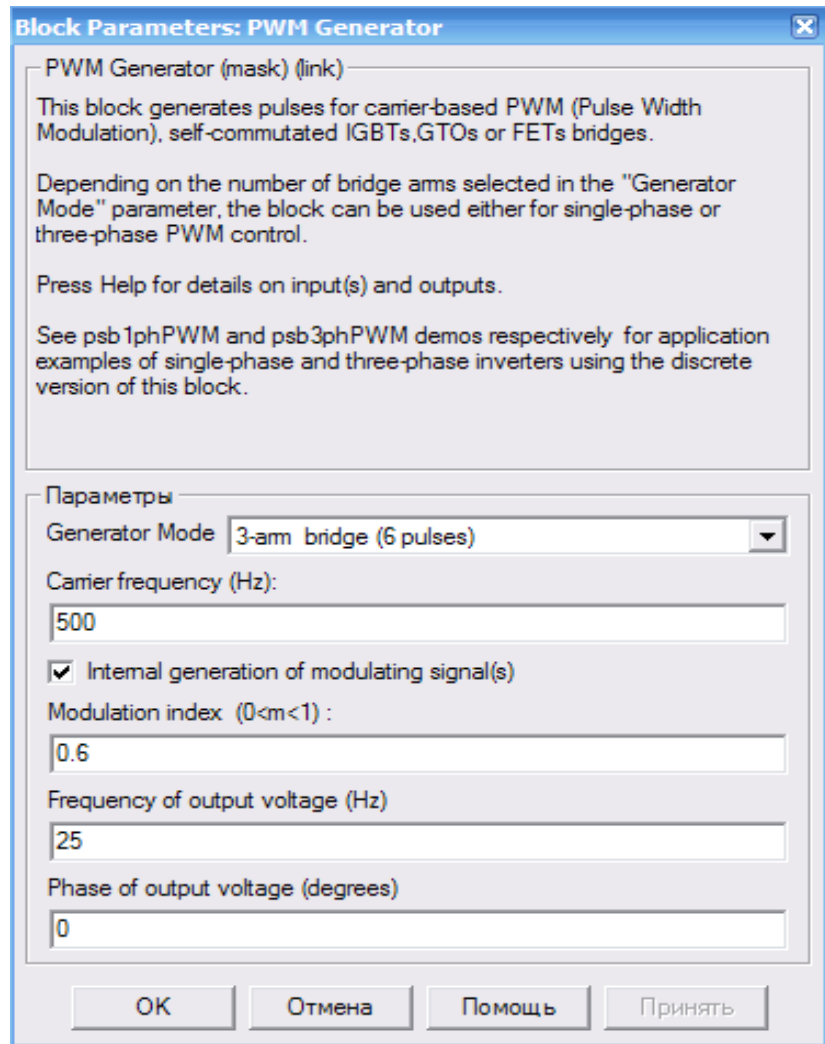 Block Parameters: PWM Generator
PWM Generator (mask) (link)
This block generates pulses for carrier-based PWM (Pulse Width
Modulation), self-commutated IGBTs,GTOs or FETs bridges.
Depending on the number of bridge arms selected in the "Generator
Mode" parameter, the block can be used either for single-phase or
three-phase PWM control.
Press Help for details on input(s) and outputs.
See psb1phPWM and psb3phPWM demos respectively for application
examples of single-phase and three-phase inverters using the discrete
version of this block.
Параметры
Generator Mode 3-arm bridge (6 pulses)
Carrier frequency (Hz):
500
Internal generation of modulating signal(s)
Modulation index (0<m<1) :
0.6
Frequency of output voltage (Hz)
25
Phase of output voltage (degrees)
0
OK Отмена Помощь Принять